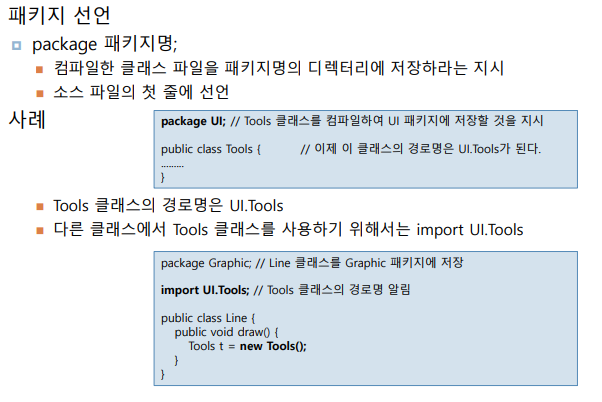 패키지 선언
package 패키지명;
컴파일한 클래스 파일을 패키지명의 디렉터리에 저장하라는 지시
소스 파일의 첫 줄에 선언
사례
package UI; // Tools 클래스를 컴파일하여 UI 패키지에 저장할 것을 지시
public class Tools { // 이제 이 클래스의 경로명은 UI.Tools가 된다.
.........
}
Tools 클래스의 경로명은 UI.Tools
다른 클래스에서 Tools 클래스를 사용하기 위해서는 import UI.Tools
package Graphic; // Line 클래스를 Graphic 패키지에 저장
import UI.Tools; // Tools 클래스의 경로명 알림
public class Line {
public void draw() {
Tools t = new Tools();
}
}